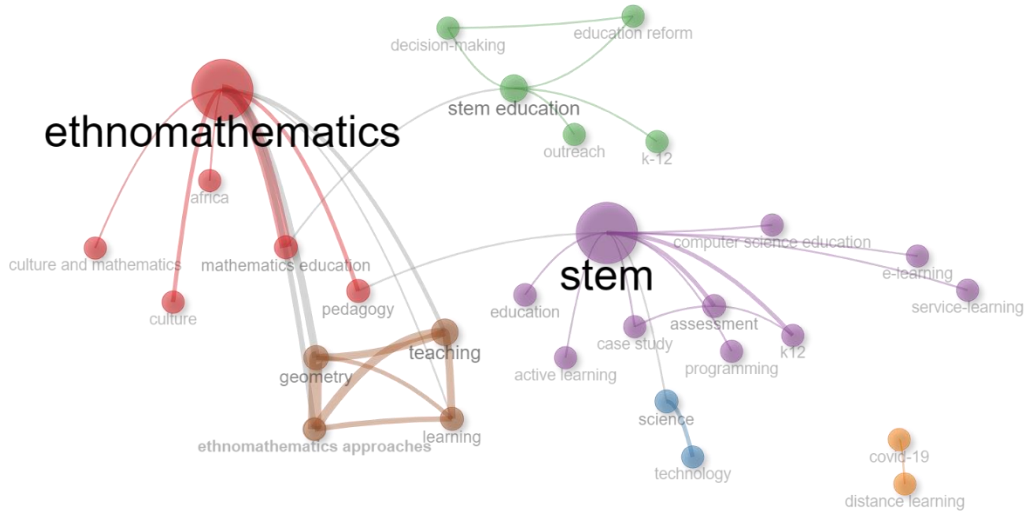 education reform
decision-making
stem education
ethnomathematics
outreach
k-12
africa
computer science education
culture and mathematics
mathematics education
e-learning
stem
pedagogy
education
service-learning
culture
assessment
case study
k12
teaching
programming
geometry
active learning
science
learning
ethnomathematics approaches
covid-19
technology
distance learning